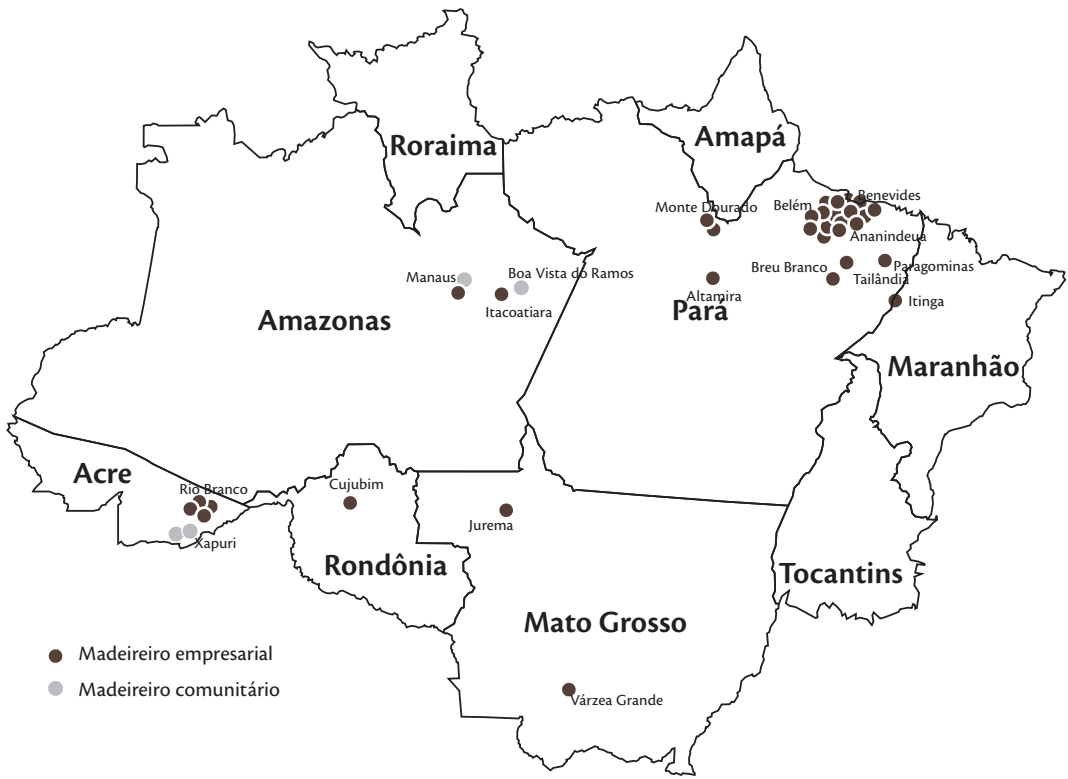 Roraima
Amapá
Monte Dourado
Belém
Benevides
Ananindeua
Manaus
Boa Vista do Ramos
Itacoatiara
Breu Branco
Paragominas
Tailândia
Altamira
Itinga
Amazonas
Pará
Maranhão
Acre
Rio Branco
Xapuri
Cujubim
Jurema
Rondônia
Tocantins
Mato Grosso
Várzea Grande
Madeireiro empresarial
Madeireiro comunitário